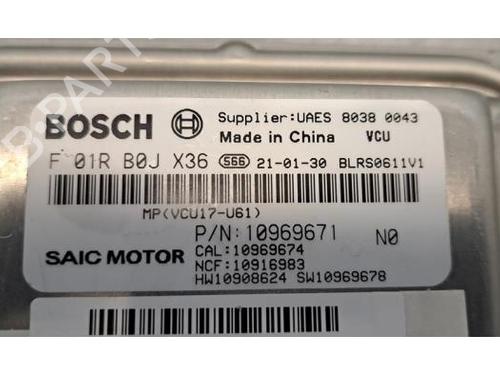 BOSCH Supplier:UAES 8038 0043
Made in China VCU
F 01R B0J X36 566 21-01-30 BLRS0611V1
MP(VCU17-U61)
P/N:10969671 N0
SAIC MOTOR CAL:10969674
NCF:10916983
HW10908624 SW10969678